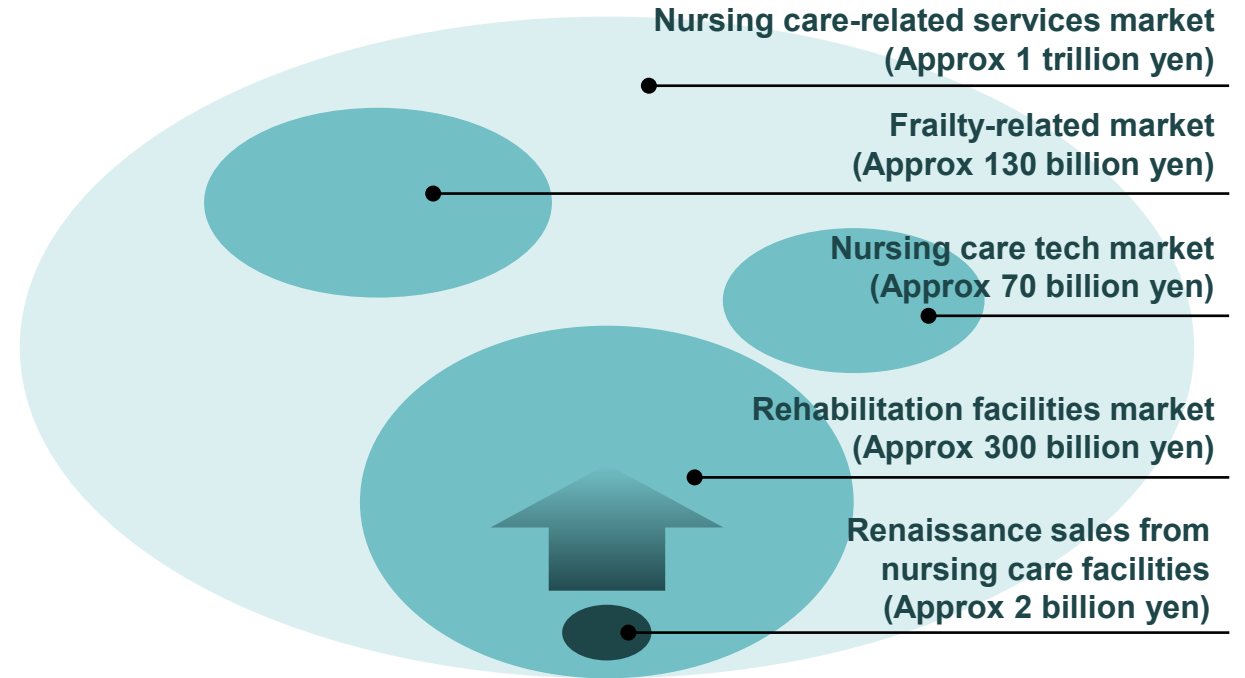 Nursing care-related services market
(Approx 1 trillion yen)
Frailty-related market
(Approx 130 billion yen)
Nursing care tech market
(Approx 70 billion yen)
Rehabilitation facilities market
(Approx 300 billion yen)
Renaissance sales from
nursing care facilities
(Approx 2 billion yen)